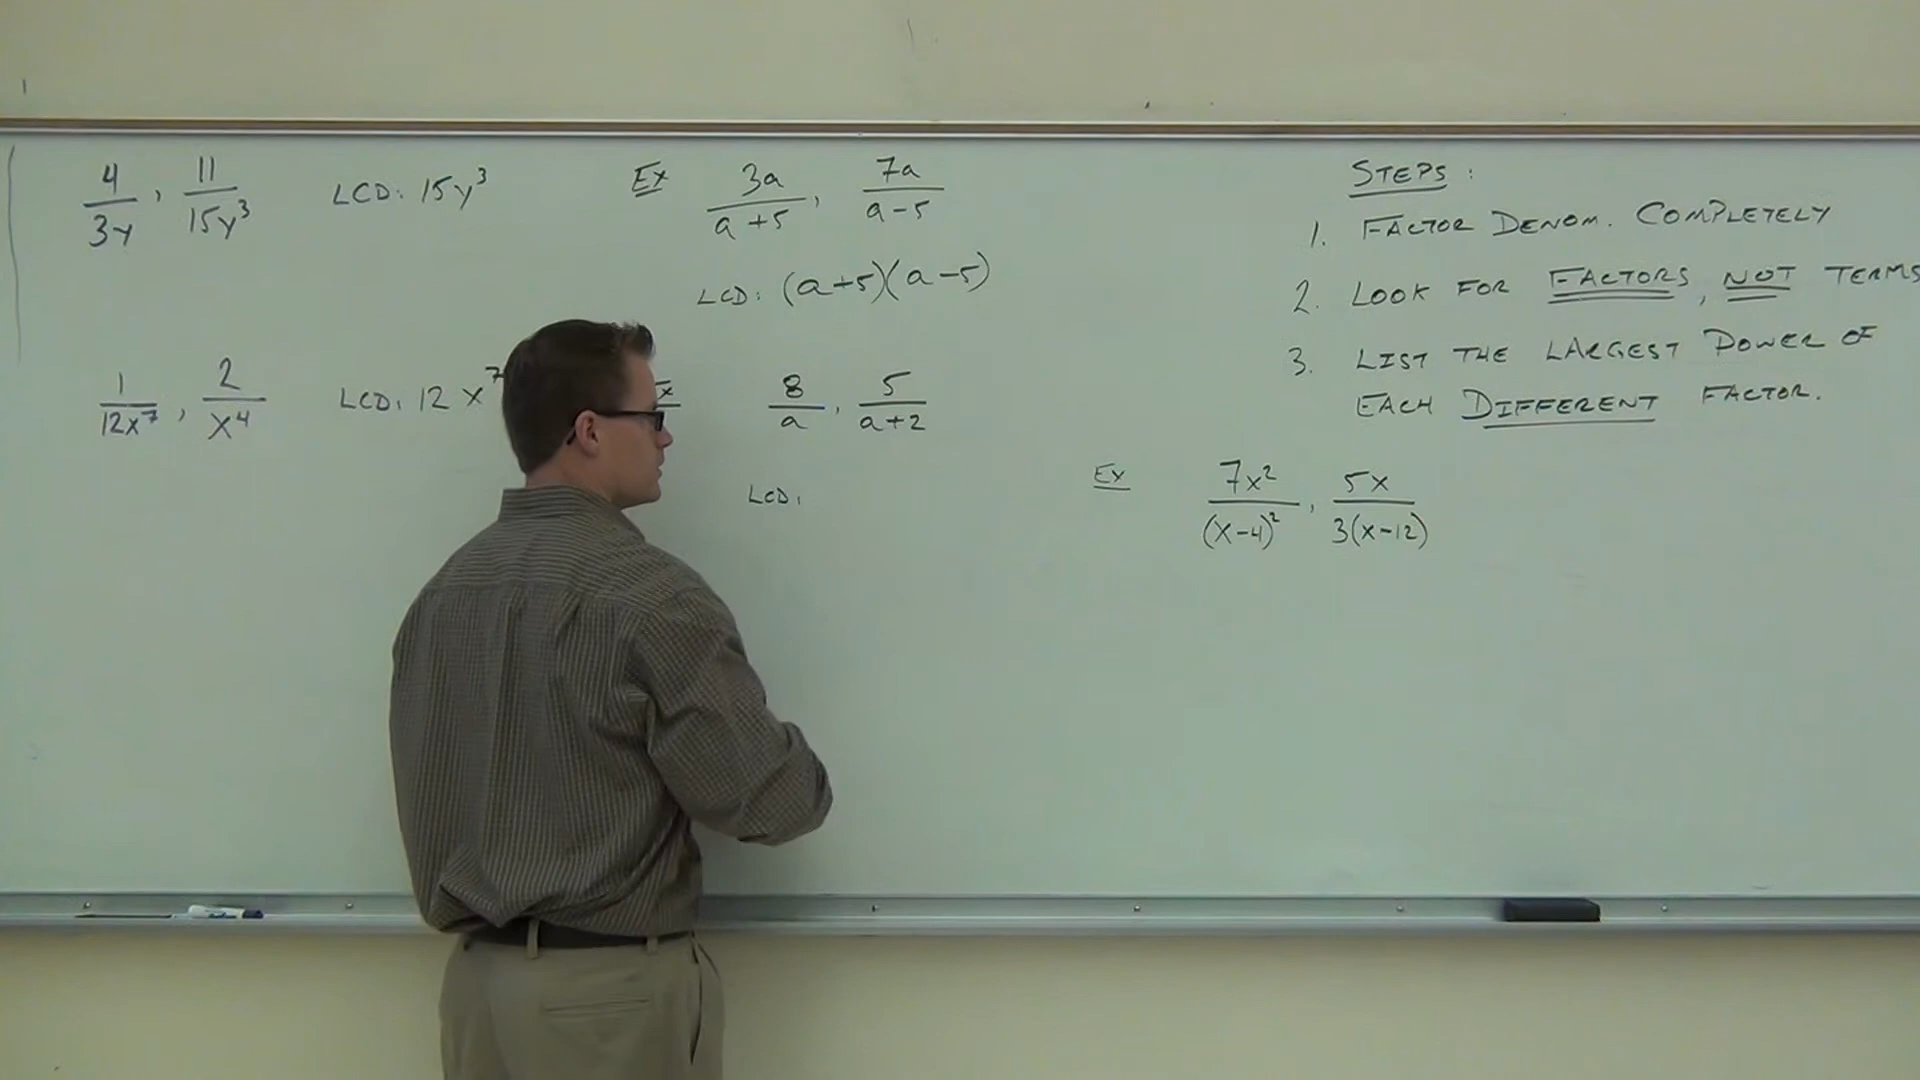 4/3y , 11/15y³ LCD: 15y³
1/12x⁷ , 2/x⁴ LCD: 12x⁷
Ex 3a/a+5 , 7a/a-5
LCD: (a+5)(a-5)
Ex 8/a , 5/a+2
LCD:
STEPS:
1. FACTOR DENOM. COMPLETELY
2. LOOK FOR FACTORS, NOT TERMS
3. LIST THE LARGEST POWER OF
EACH DIFFERENT FACTOR.
Ex 7x²/(x-4)² , 5x/3(x-12)